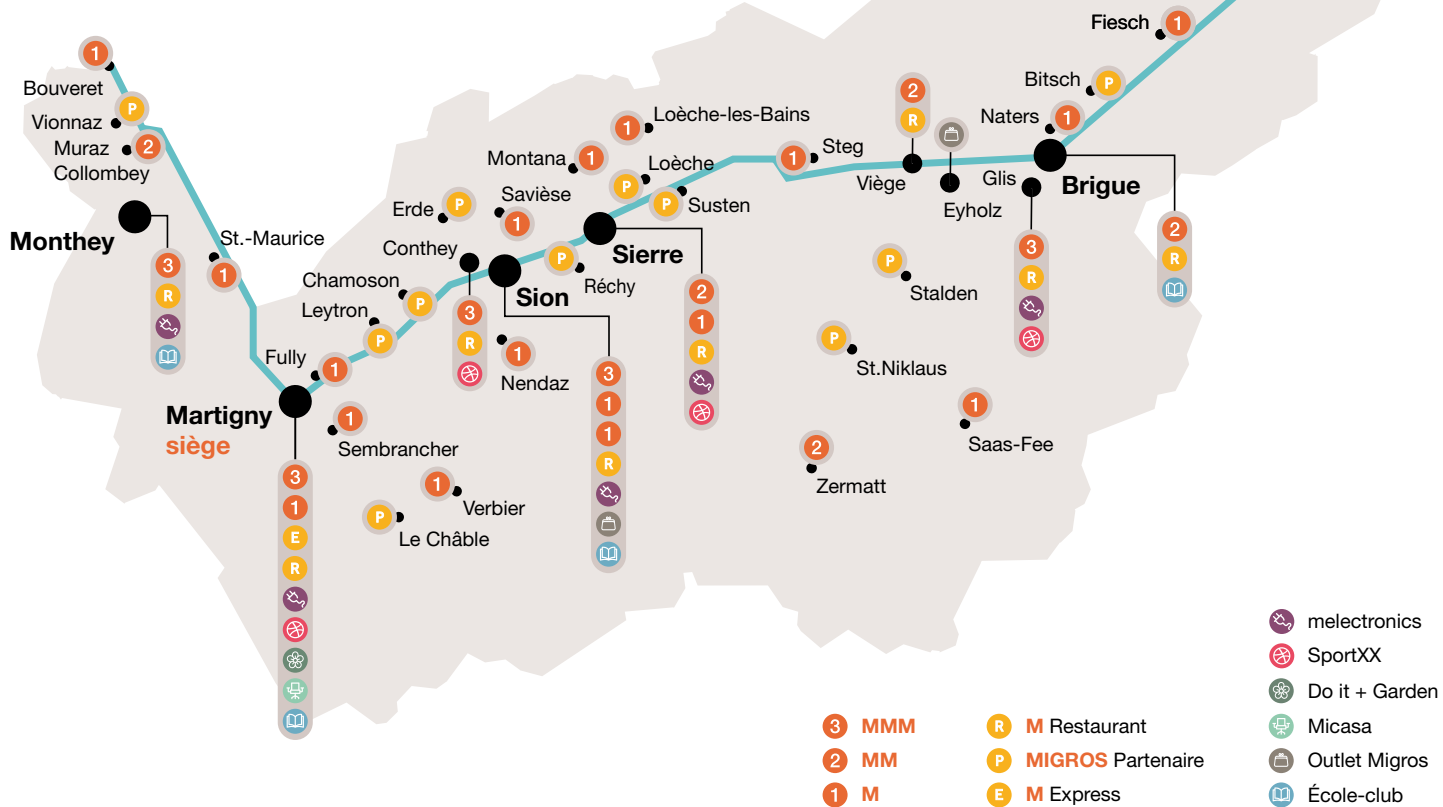 Fiesch
1
1
Bouveret
P
Vionnaz
Muraz
2
Collombey
Bitsch
P
Naters
1
2
R
Loèche-les-Bains
1
Montana
1
Loèche
P
1
Steg
Viège
Eyholz
Glis
Brigue
Erde
P
Savièse
1
P
Susten
Monthey
3
R
St.-Maurice
1
Conthey
3
R
Sion
Sierre
P
Réchy
2
1
R
P
Stalden
3
R
2
R
Chamoson
P
Leytron
P
Fully
1
1
Nendaz
P
St.Niklaus
Martigny
siège
1
Sembrancher
3
1
1
R
1
Saas-Fee
2
Zermatt
1
Verbier
P
Le Châble
3
1
E
R
3 MMM
2 MM
1 M
R M Restaurant
P MIGROS Partenaire
E M Express
melectronics
SportXX
Do it + Garden
Micasa
Outlet Migros
École-club